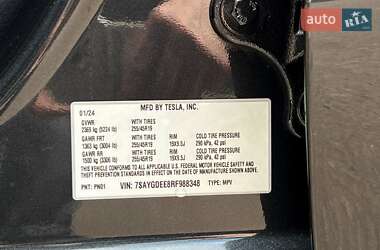 auto RIA
01/24
MFD BY TESLA, INC.
GVWR WITH TIRES
2369 kg (5224 lb) 255/45R19
GAWR FRT WITH TIRES RIM COLD TIRE PRESSURE
1363 kg (3004 lb) 255/45R19 19X9.5J 290 kPa, 42 psi
GAWR RR WITH TIRES RIM COLD TIRE PRESSURE
1500 kg (3306 lb) 255/45R19 19X9.5J 290 kPa, 42 psi
THIS VEHICLE CONFORMS TO ALL APPLICABLE U.S. FEDERAL MOTOR VEHICLE SAFETY
AND THEFT PREVENTION STANDARDS IN EFFECT ON THE DATE OF MANUFACTURE
SHOWN ABOVE.
PNT: PN01 VIN: 7SAYGDEE8RF988348 TYPE: MPV